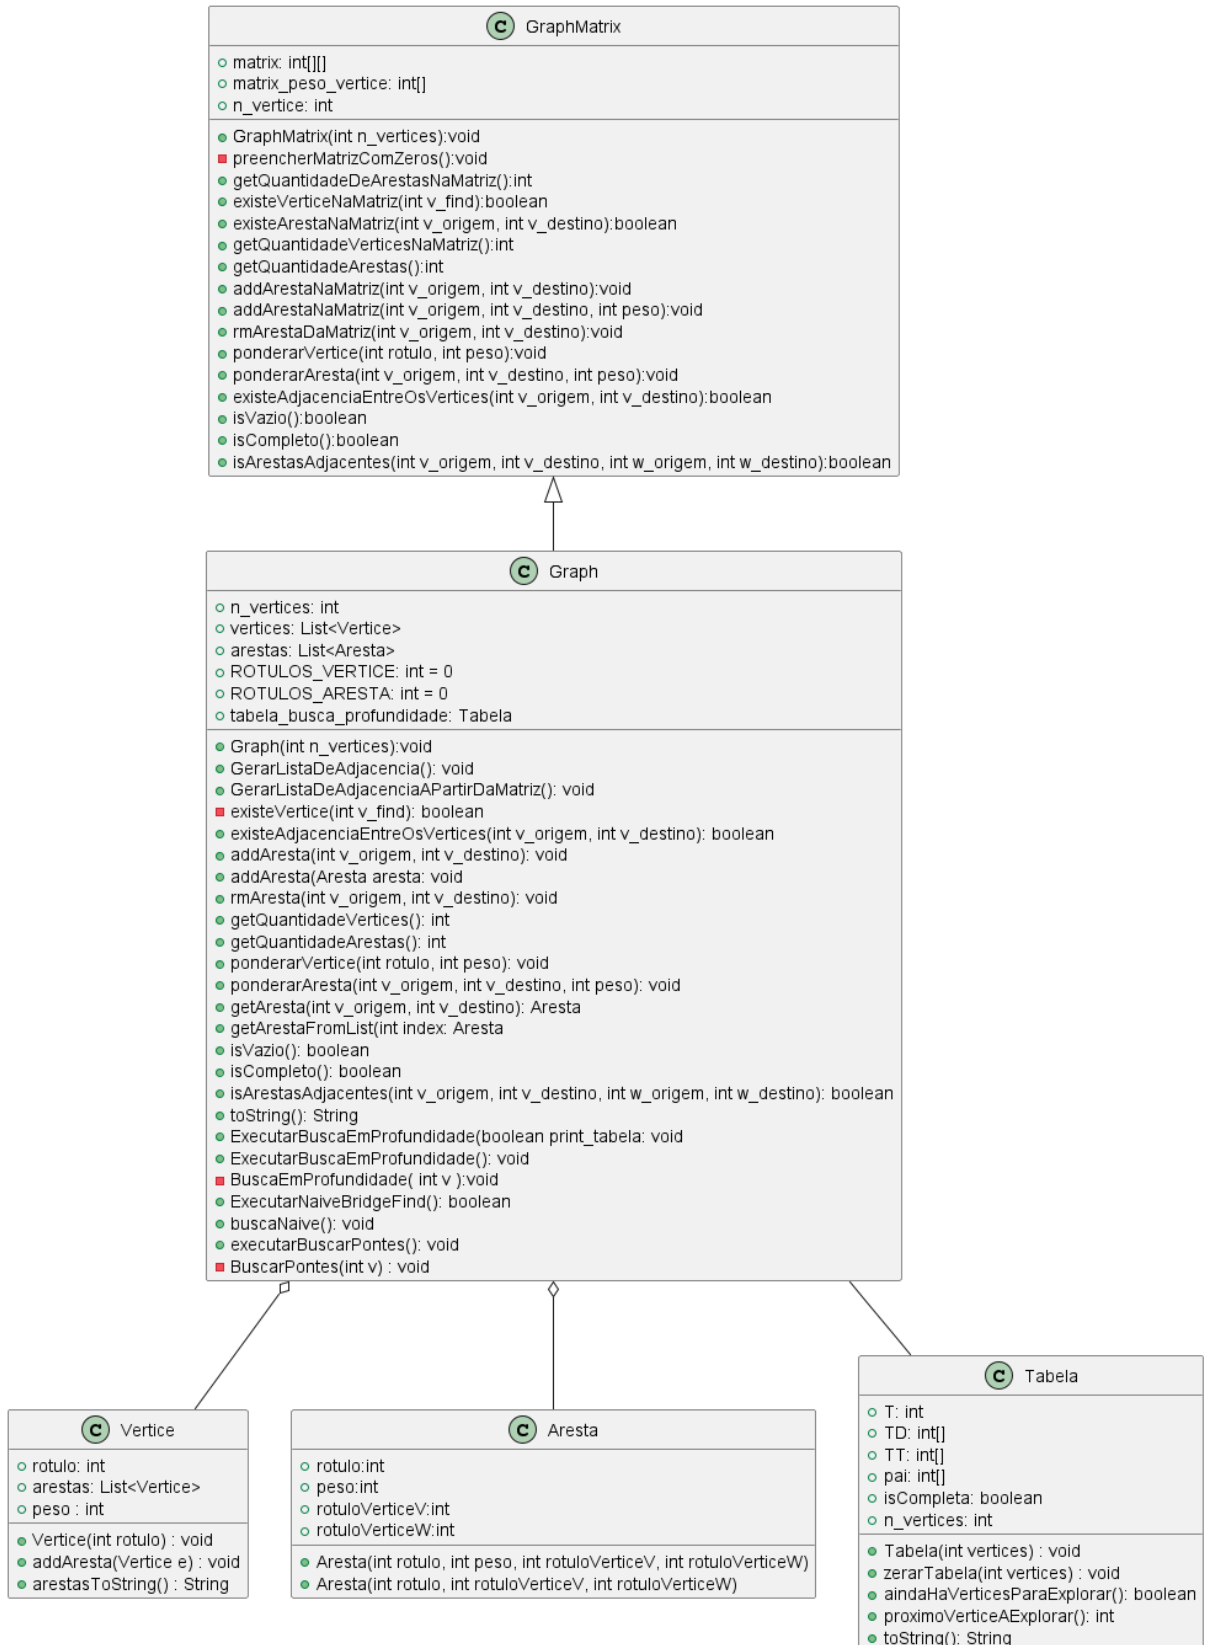 C GraphMatrix
matrix: int[][]
matrix_peso_vertice: int[]
n_vertice: int
GraphMatrix(int n_vertices):void
preencherMatrizComZeros():void
getQuantidadeDeArestasNaMatriz():int
existeVerticeNaMatriz(int v_find):boolean
existeArestaNaMatriz(int v_origem, int v_destino):boolean
getQuantidadeVerticesNaMatriz():int
getQuantidadeArestas():int
addArestaNaMatriz(int v_origem, int v_destino):void
addArestaNaMatriz(int v_origem, int v_destino, int peso):void
rmArestaDaMatriz(int v_origem, int v_destino):void
ponderarVertice(int rotulo, int peso):void
ponderarAresta(int v_origem, int v_destino, int peso):void
existeAdjacenciaEntreOsVertices(int v_origem, int v_destino):boolean
isVazio():boolean
isCompleto():boolean
isArestasAdjacentes(int v_origem, int v_destino, int w_origem, int w_destino):boolean
C Graph
n_vertices: int
vertices: List<Vertice>
arestas: List<Aresta>
ROTULOS_VERTICE: int = 0
ROTULOS_ARESTA: int = 0
tabela_busca_profundidade: Tabela
Graph(int n_vertices):void
GerarListaDeAdjacencia(): void
GerarListaDeAdjacenciaAPartirDaMatriz(): void
existeVertice(int v_find): boolean
existeAdjacenciaEntreOsVertices(int v_origem, int v_destino): boolean
addAresta(int v_origem, int v_destino): void
addAresta(Aresta aresta: void
rmAresta(int v_origem, int v_destino): void
getQuantidadeVertices(): int
getQuantidadeArestas(): int
ponderarVertice(int rotulo, int peso): void
ponderarAresta(int v_origem, int v_destino, int peso): void
getAresta(int v_origem, int v_destino): Aresta
getArestaFromList(int index: Aresta
isVazio(): boolean
isCompleto(): boolean
isArestasAdjacentes(int v_origem, int v_destino, int w_origem, int w_destino): boolean
toString(): String
ExecutarBuscaEmProfundidade(boolean print_tabela: void
ExecutarBuscaEmProfundidade(): void
BuscaEmProfundidade( int v ):void
ExecutarNaiveBridgeFind(): boolean
buscaNaive(): void
executarBuscarPontes(): void
BuscarPontes(int v) : void
C Vertice
rotulo: int
arestas: List<Vertice>
peso : int
Vertice(int rotulo) : void
addAresta(Vertice e) : void
arestasToString() : String
C Aresta
rotulo:int
peso:int
rotuloVerticeV:int
rotuloVerticeW:int
Aresta(int rotulo, int peso, int rotuloVerticeV, int rotuloVerticeW)
Aresta(int rotulo, int rotuloVerticeV, int rotuloVerticeW)
C Tabela
T: int
TD: int[]
TT: int[]
pai: int[]
isCompleta: boolean
n_vertices: int
Tabela(int vertices) : void
zerarTabela(int vertices) : void
aindaHaVerticesParaExplorar(): boolean
proximoVerticeAExplorar(): int
toString(): String